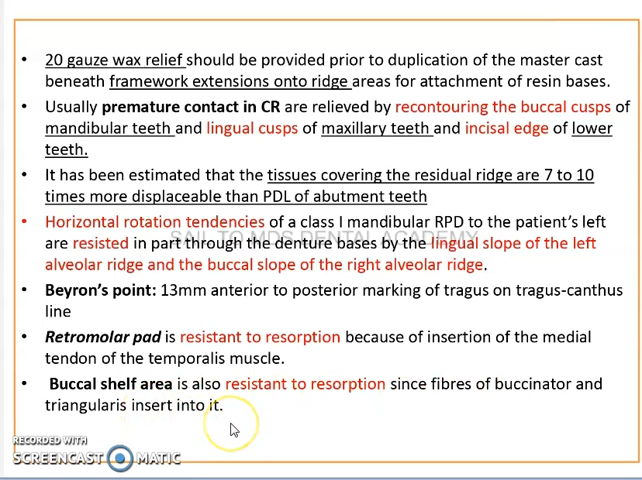 • 20 gauze wax relief should be provided prior to duplication of the master cast
beneath framework extensions onto ridge areas for attachment of resin bases.
• Usually premature contact in CR are relieved by recontouring the buccal cusps of
mandibular teeth and lingual cusps of maxillary teeth and incisal edge of lower
teeth.
• It has been estimated that the tissues covering the residual ridge are 7 to 10
times more displaceable than PDL of abutment teeth
• Horizontal rotation tendencies of a class I mandibular RPD to the patient's left
SAIL TO MDS DENTAL ACADEMY
are resisted in part through the denture bases by the lingual slope of the left
alveolar ridge and the buccal slope of the right alveolar ridge.
• Beyron's point: 13mm anterior to posterior marking of tragus on tragus-canthus
line
• Retromolar pad is resistant to resorption because of insertion of the medial
tendon of the temporalis muscle.
• Buccal shelf area is also resistant to resorption since fibres of buccinator and
triangularis insert into it.
RECORDED WITH
SCREENCAST MATIC